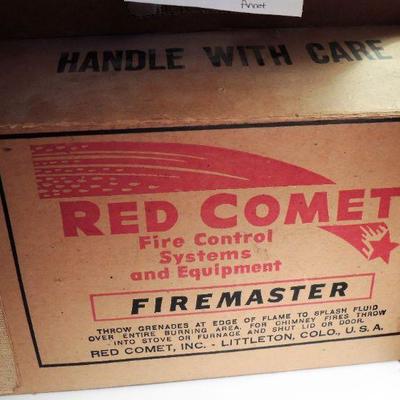 Annet
HANDLE WITH CARE
RED COMET
Fire Control
Systems
and Equipment
FIREMASTER
THROW GRENADES AT EDGE OF FLAME TO SPLASH FLUID
OVER ENTIRE BURNING AREA. FOR CHIMNEY FIRES THROW
INTO STOVE OR FURNACE AND SHUT LID OR DOOR.
RED COMET, INC. - LITTLETON, COLO., U.S.A.